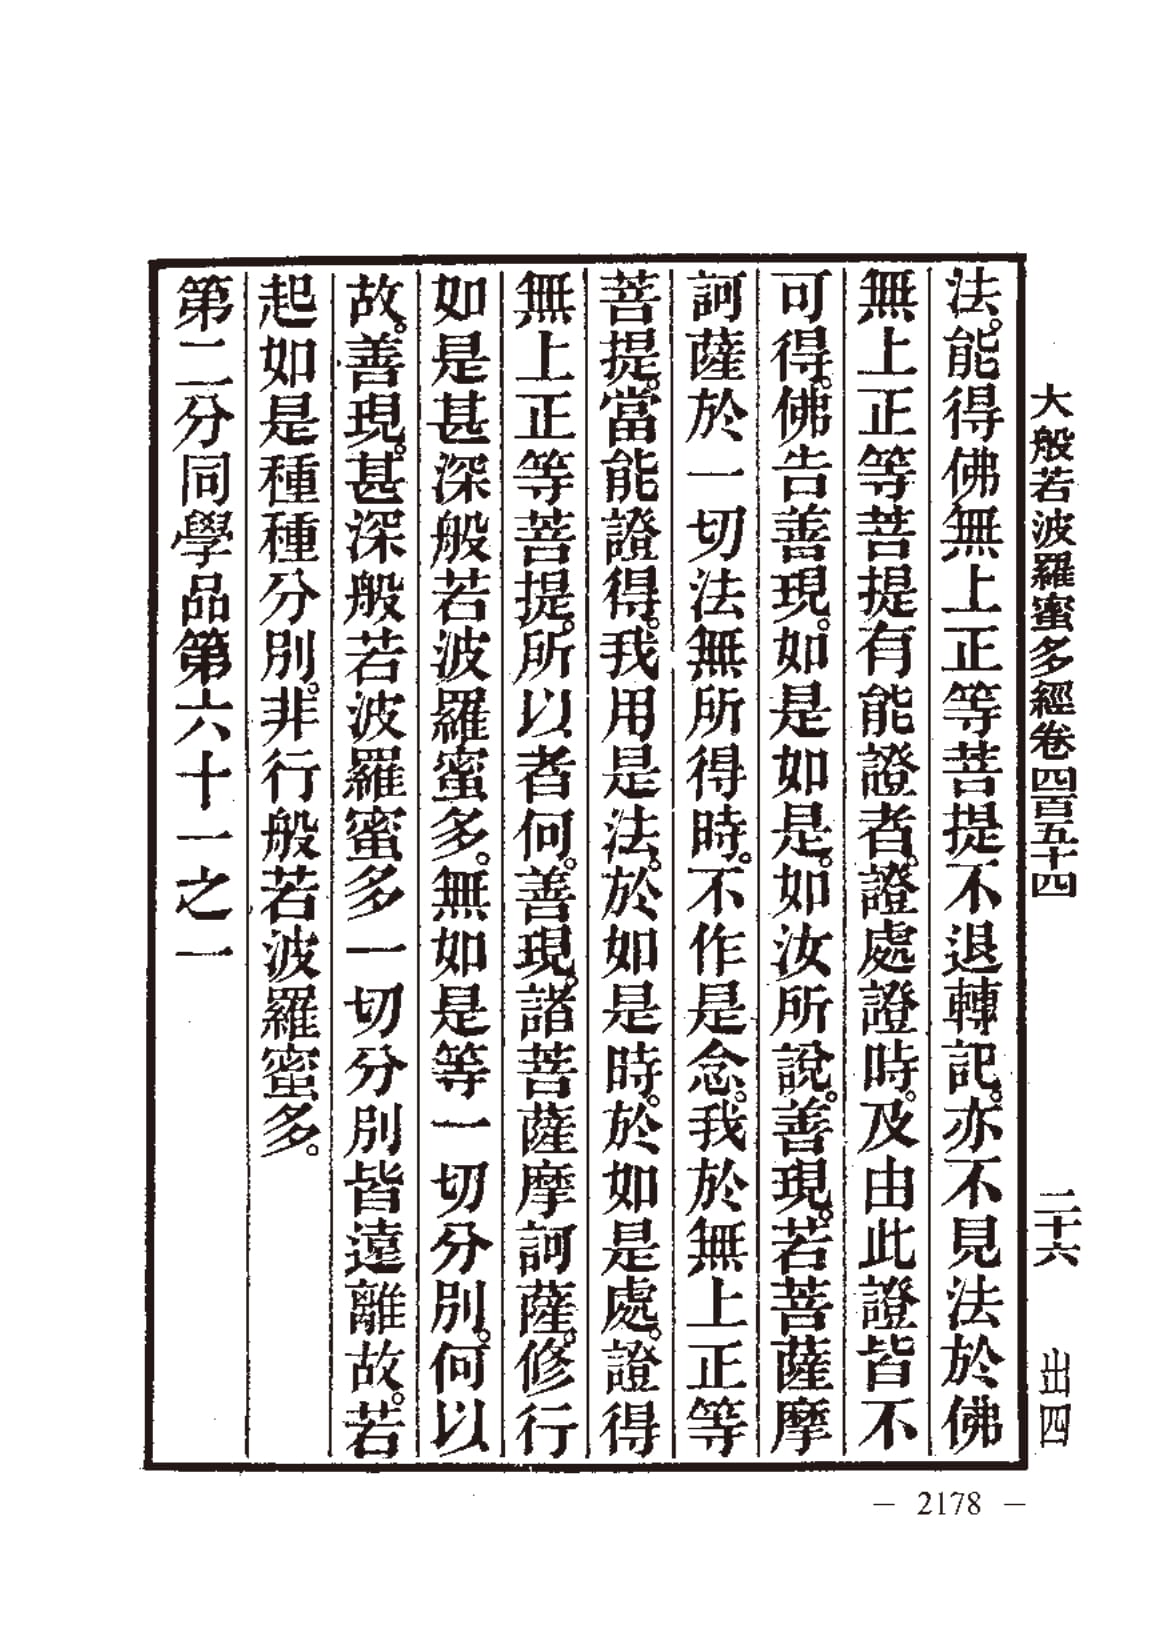 大般若波羅蜜多經卷四百五十四 二十六 出四
法。能得佛無上正等菩提不退轉記。亦不見法於佛
無上正等菩提有能證者。證處證時。及由此證皆不
可得。佛告善現。如是如是。如汝所說。善現。若菩薩摩
訶薩於一切法無所得時。不作是念。我於無上正等
菩提。當能證得。我用是法。於如是時。於如是處。證得
無上正等菩提。所以者何。善現。諸菩薩摩訶薩。修行
如是甚深般若波羅蜜多。無如是等一切分別。何以
故。善現。甚深般若波羅蜜多一切分別皆遠離故。若
起如是種種分別。非行般若波羅蜜多。
第二分同學品第六十一之一
— 2178 —